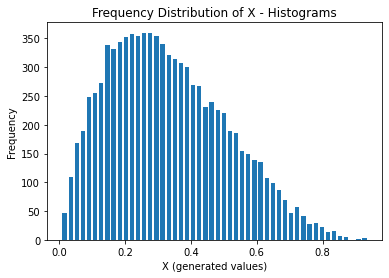 Frequency Distribution of X - Histograms
350
300
250
200
150
100
50
0
Frequency
0.0 0.2 0.4 0.6 0.8
X (generated values)